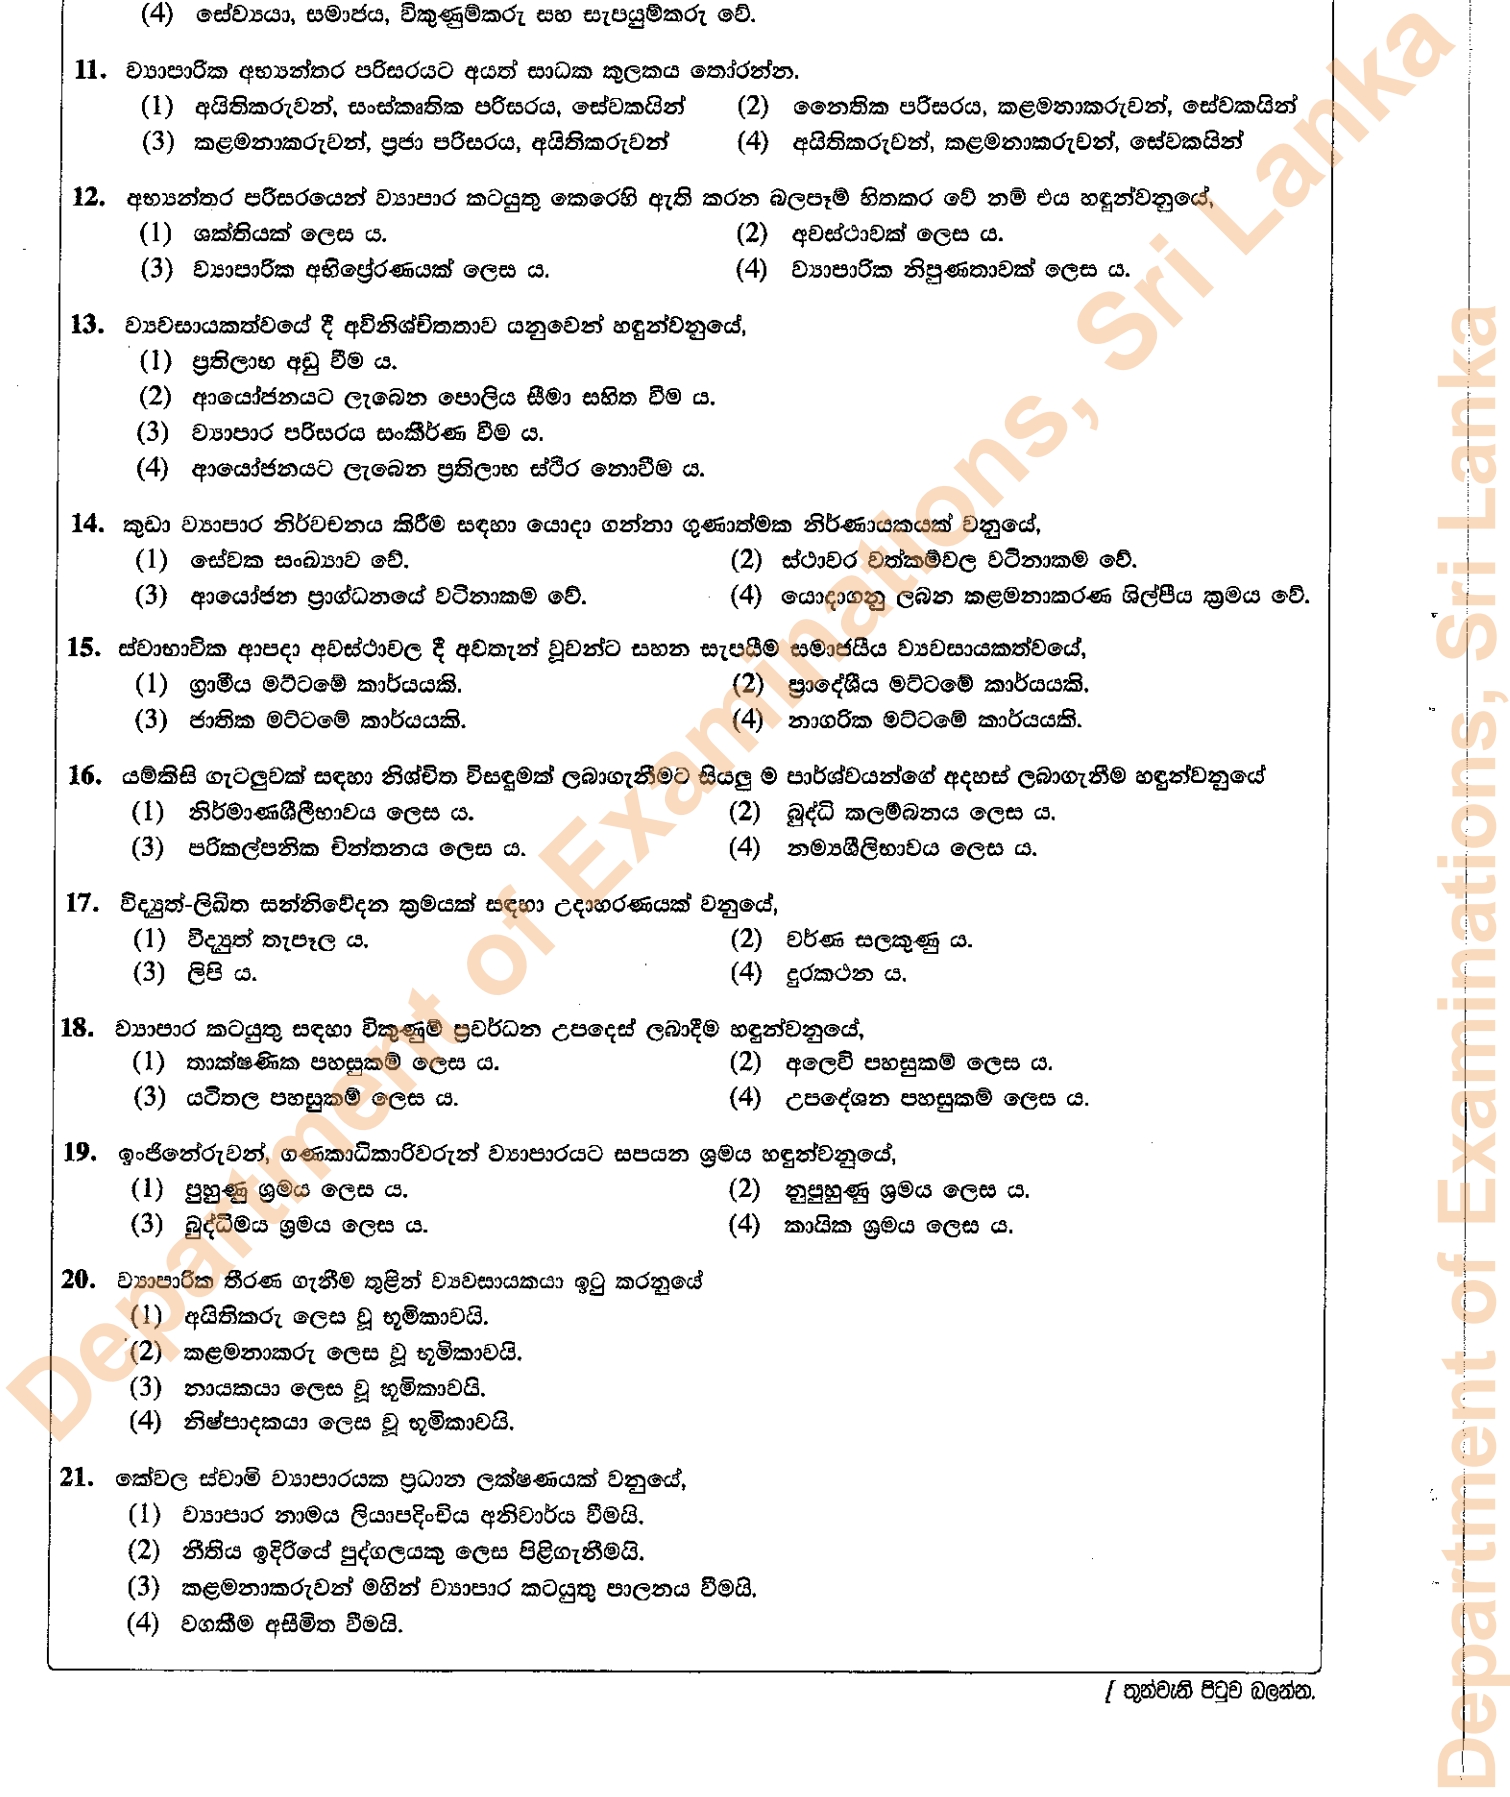 (4) සේව්‍යයා, සමාජය, විකුණුම්කරු සහ සැපයුම්කරු වේ.
11. ව්‍යාපාරික අභ්‍යන්තර පරිසරයට අයත් සාධක කුලකය තෝරන්න.
(1) අයිතිකරුවන්, සංස්කෘතික පරිසරය, සේවකයින් (2) නෛතික පරිසරය, කළමනාකරුවන්, සේවකයින්
(3) කළමනාකරුවන්, ප්‍රජා පරිසරය, අයිතිකරුවන් (4) අයිතිකරුවන්, කළමනාකරුවන්, සේවකයින්
12. අභ්‍යන්තර පරිසරයෙන් ව්‍යාපාර කටයුතු කෙරෙහි ඇති කරන බලපෑම් හිතකර වේ නම් එය හඳුන්වනුයේ,
(1) ශක්තියක් ලෙස ය. (2) අවස්ථාවක් ලෙස ය.
(3) ව්‍යාපාරික අභිප්‍රේරණයක් ලෙස ය. (4) ව්‍යාපාරික නිපුණතාවක් ලෙස ය.
13. ව්‍යවසායකත්වයේ දී අවිනිශ්චිතතාව යනුවෙන් හඳුන්වනුයේ,
(1) ප්‍රතිලාභ අඩු වීම ය.
(2) ආයෝජනයට ලැබෙන පොලිය සීමා සහිත වීම ය.
(3) ව්‍යාපාර පරිසරය සංකීර්ණ වීම ය.
(4) ආයෝජනයට ලැබෙන ප්‍රතිලාභ ස්ථිර නොවීම ය.
14. කුඩා ව්‍යාපාර නිර්වචනය කිරීම සඳහා යොදා ගන්නා ගුණාත්මක නිර්ණායකයක් වනුයේ,
(1) සේවක සංඛ්‍යාව වේ. (2) ස්ථාවර වත්කම්වල වටිනාකම වේ.
(3) ආයෝජන ප්‍රාග්ධනයේ වටිනාකම වේ. (4) යොදාගනු ලබන කළමනාකරණ ශිල්පීය ක්‍රමය වේ.
15. ස්වාභාවික ආපදා අවස්ථාවල දී අවතැන් වූවන්ට සහන සැපයීම සමාජයීය ව්‍යවසායකත්වයේ,
(1) ග්‍රාමීය මට්ටමේ කාර්යයකි. (2) ප්‍රාදේශීය මට්ටමේ කාර්යයකි.
(3) ජාතික මට්ටමේ කාර්යයකි. (4) නාගරික මට්ටමේ කාර්යයකි.
16. යම්කිසි ගැටලුවක් සඳහා නිශ්චිත විසඳුමක් ලබාගැනීමට සියලු ම පාර්ශ්වයන්ගේ අදහස් ලබාගැනීම හඳුන්වනුයේ
(1) නිර්මාණශීලීභාවය ලෙස ය. (2) බුද්ධි කලම්බනය ලෙස ය.
(3) පරිකල්පනික චින්තනය ලෙස ය. (4) නම්‍යශීලිභාවය ලෙස ය.
17. විද්‍යුත්-ලිඛිත සන්නිවේදන ක්‍රමයක් සඳහා උදාහරණයක් වනුයේ,
(1) විද්‍යුත් තැපෑල ය. (2) වර්ණ සලකුණු ය.
(3) ලිපි ය. (4) දුරකථන ය.
18. ව්‍යාපාර කටයුතු සඳහා විකුණුම් ප්‍රවර්ධන උපදෙස් ලබාදීම හඳුන්වනුයේ,
(1) තාක්ෂණික පහසුකම් ලෙස ය. (2) අලෙවි පහසුකම් ලෙස ය.
(3) යටිතල පහසුකම් ලෙස ය. (4) උපදේශන පහසුකම් ලෙස ය.
19. ඉංජිනේරුවන්, ගණකාධිකාරිවරුන් ව්‍යාපාරයට සපයන ශ්‍රමය හඳුන්වනුයේ,
(1) පුහුණු ශ්‍රමය ලෙස ය. (2) නුපුහුණු ශ්‍රමය ලෙස ය.
(3) බුද්ධිමය ශ්‍රමය ලෙස ය. (4) කායික ශ්‍රමය ලෙස ය.
20. ව්‍යාපාරික තීරණ ගැනීම තුළින් ව්‍යවසායකයා ඉටු කරනුයේ
(1) අයිතිකරු ලෙස වූ භූමිකාවයි.
(2) කළමනාකරු ලෙස වූ භූමිකාවයි.
(3) නායකයා ලෙස වූ භූමිකාවයි.
(4) නිෂ්පාදකයා ලෙස වූ භූමිකාවයි.
21. කේවල ස්වාමි ව්‍යාපාරයක ප්‍රධාන ලක්ෂණයක් වනුයේ,
(1) ව්‍යාපාර නාමය ලියාපදිංචිය අනිවාර්ය වීමයි.
(2) නීතිය ඉදිරියේ පුද්ගලයකු ලෙස පිළිගැනීමයි.
(3) කළමනාකරුවන් මගින් ව්‍යාපාර කටයුතු පාලනය වීමයි.
(4) වගකීම අසීමිත වීමයි.
[ තුන්වැනි පිටුව බලන්න.
Department of Examinations, Sri Lanka
Department of Examinations, Sri Lanka